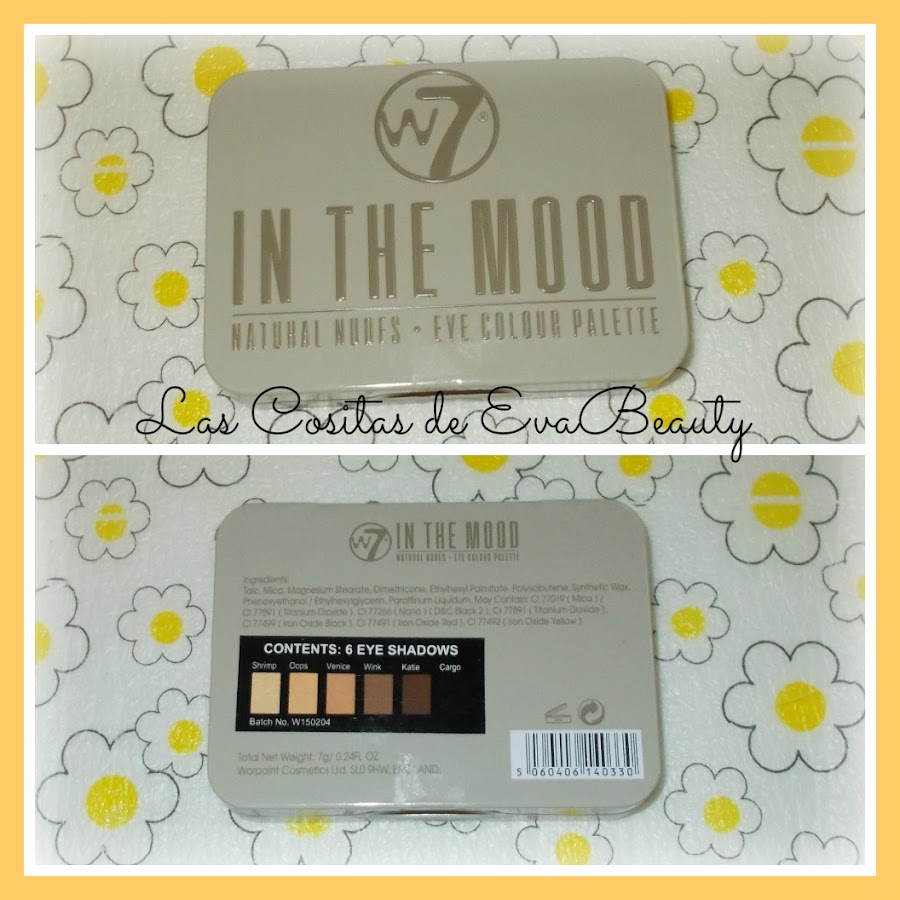 W7®
IN THE MOOD
NATURAL NUDES • EYE COLOUR PALETTE
Las Cositas de EvaBeauty
W7 IN THE MOOD
NATURAL NUDES • EYE COLOUR PALETTE
Ingredients:
Talc, Mica, Magnesium Stearate, Dimethicone, Ethylhexyl Palmitate, Polyisobutene, Synthetic Wax,
Phenoxyethanol / Ethylhexylglycerin, Paraffinum Liquidum, May Contain: CI 77019 ( Mica ) /
CI 77891 ( Titanium Dioxide ), CI 77266 ( Nano ) ( D&C Black 2 ), CI 77891 ( Titanium Dioxide ),
CI 77499 ( Iron Oxide Black ), CI 77491 ( Iron Oxide Red ), CI 77492 ( Iron Oxide Yellow ).
CONTENTS: 6 EYE SHADOWS
Shrimp Oops Venice Wink Katie Cargo
Batch No. W150204
Total Net Weight: 7g/ 0.24FL OZ
Warpaint Cosmetics Ltd. SL0 9HW, ENGLAND.
5 060406 140330